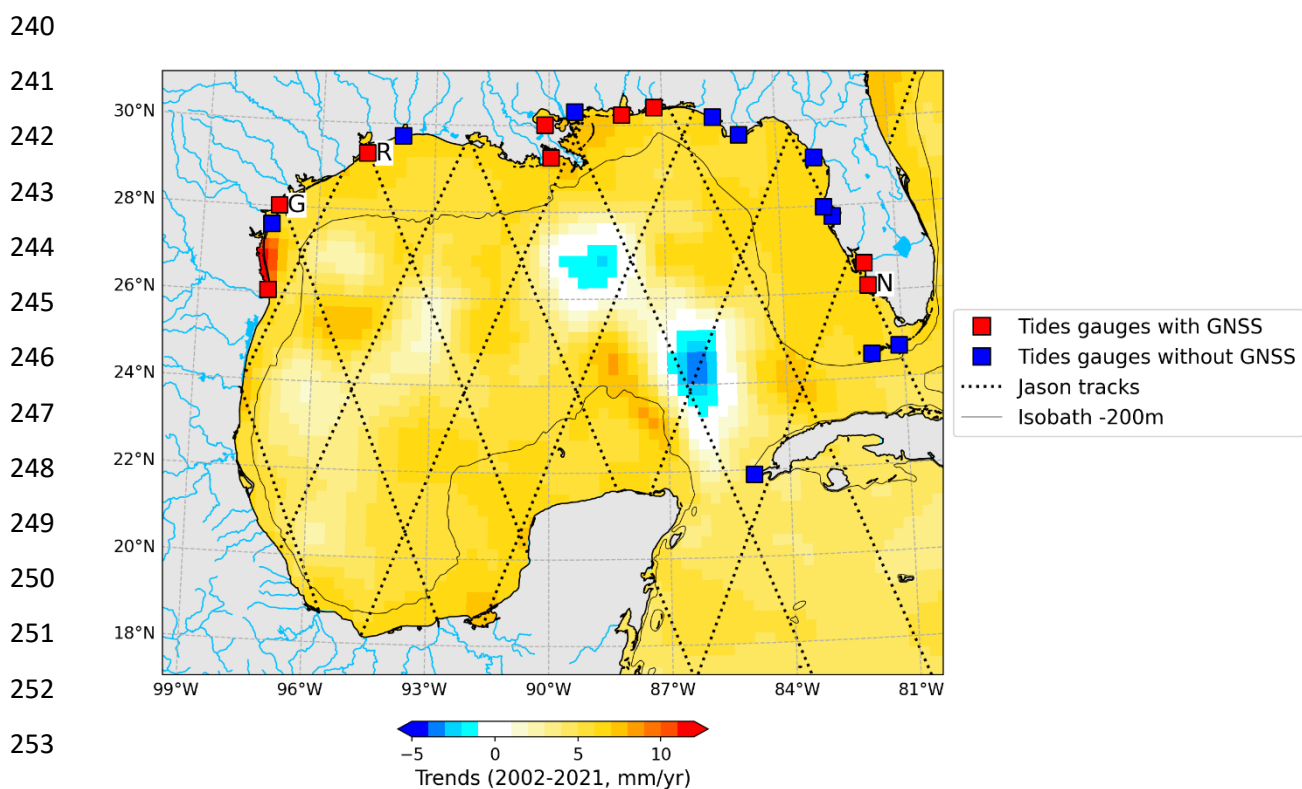 240
241
30°N
242
R
243
28°N
G
244
26°N
N
245
Tides gauges with GNSS
246
Tides gauges without GNSS
24°N
Jason tracks
247
Isobath -200m
248
22°N
249
20°N
250
251
18°N
252
99°W 96°W 93°W 90°W 87°W 84°W 81°W
253
−5 0 5 10
Trends (2002-2021, mm/yr)